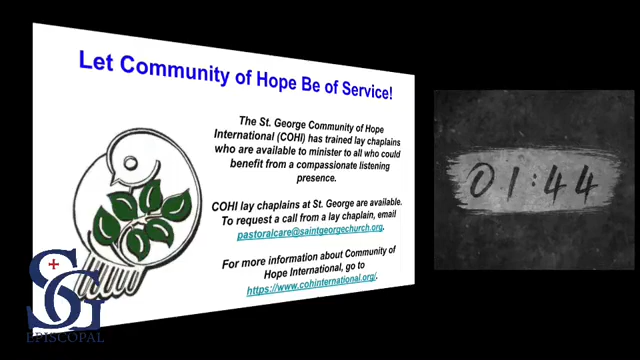 Let Community of Hope Be of Service!
The St. George Community of Hope
International (COHI) has trained lay chaplains
who are available to minister to all who could
benefit from a compassionate listening
presence.
COHI lay chaplains at St. George are available.
To request a call from a lay chaplain, email
pastoralcare@saintgeorgechurch.org.
For more information about Community of
Hope International, go to
https://www.cohinternational.org/.
01:44
SG
EPISCOPAL